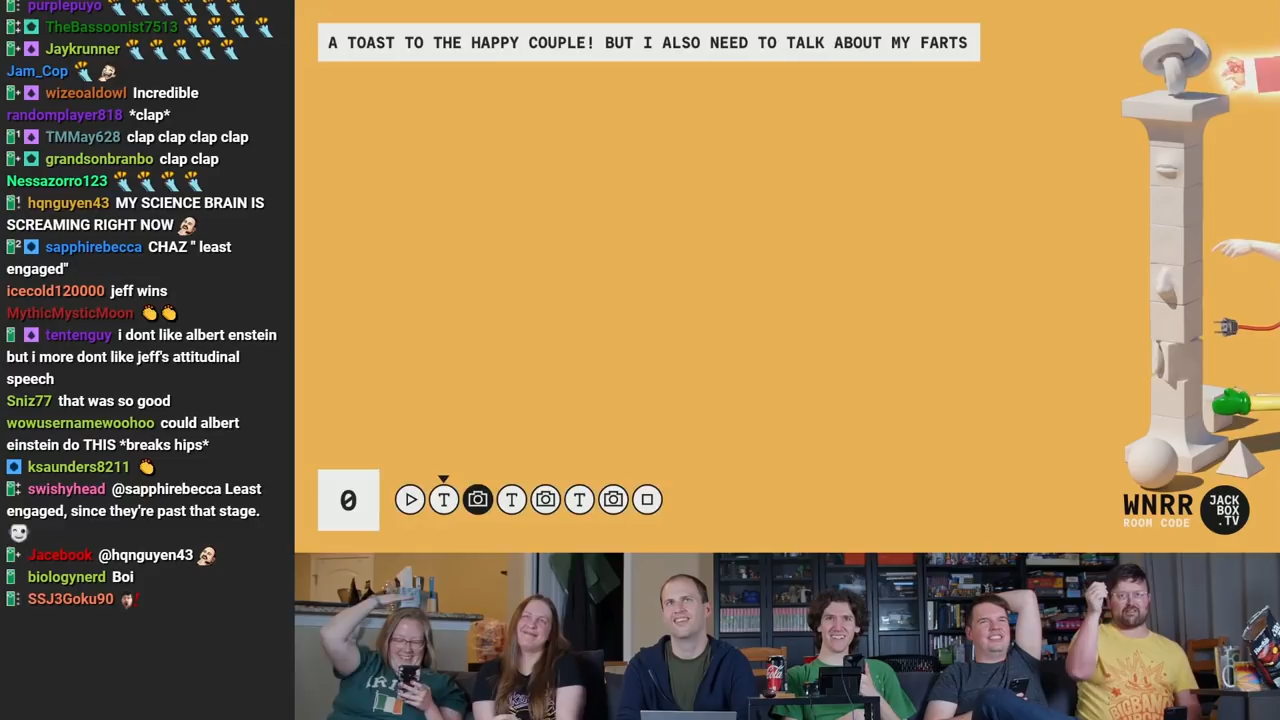 purplepuyo
TheBassoonist7513
Jaykrunner
Jam_Cop
wizeoaldowl Incredible
randomplayer818 *clap*
TMMay628 clap clap clap clap
grandsonbranbo clap clap
Nessazorro123
hqnguyen43 MY SCIENCE BRAIN IS
SCREAMING RIGHT NOW
sapphirebecca CHAZ " least
engaged"
icecold120000 jeff wins
MythicMysticMoon
tentenguy i dont like albert enstein
but i more dont like jeff's attitudinal
speech
Sniz77 that was so good
wowusernamewoohoo could albert
einstein do THIS *breaks hips*
ksaunders8211
swishyhead @sapphirebecca Least
engaged, since they're past that stage.
Jacebook @hqnguyen43
biologynerd Boi
SSJ3Goku90
A TOAST TO THE HAPPY COUPLE! BUT I ALSO NEED TO TALK ABOUT MY FARTS
0
T T T
WNRR
ROOM CODE
JACK
BOX
.TV
Cola
BIGBANG